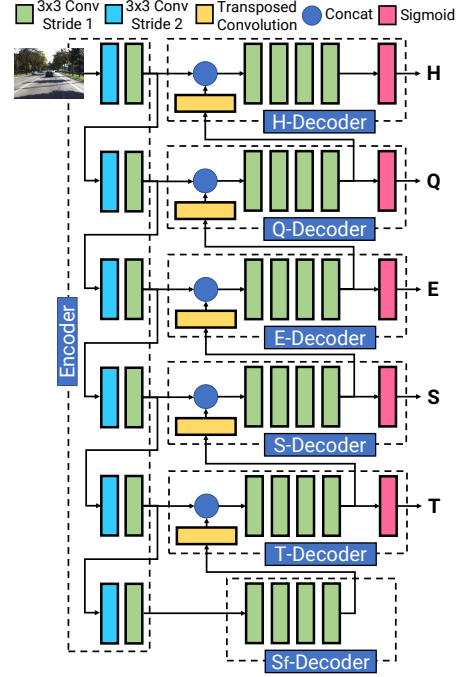 3x3 Conv
Stride 1
3x3 Conv
Stride 2
Transposed
Convolution
Concat
Sigmoid
H
H-Decoder
Q
Q-Decoder
Encoder
E
E-Decoder
S
S-Decoder
T
T-Decoder
Sf-Decoder